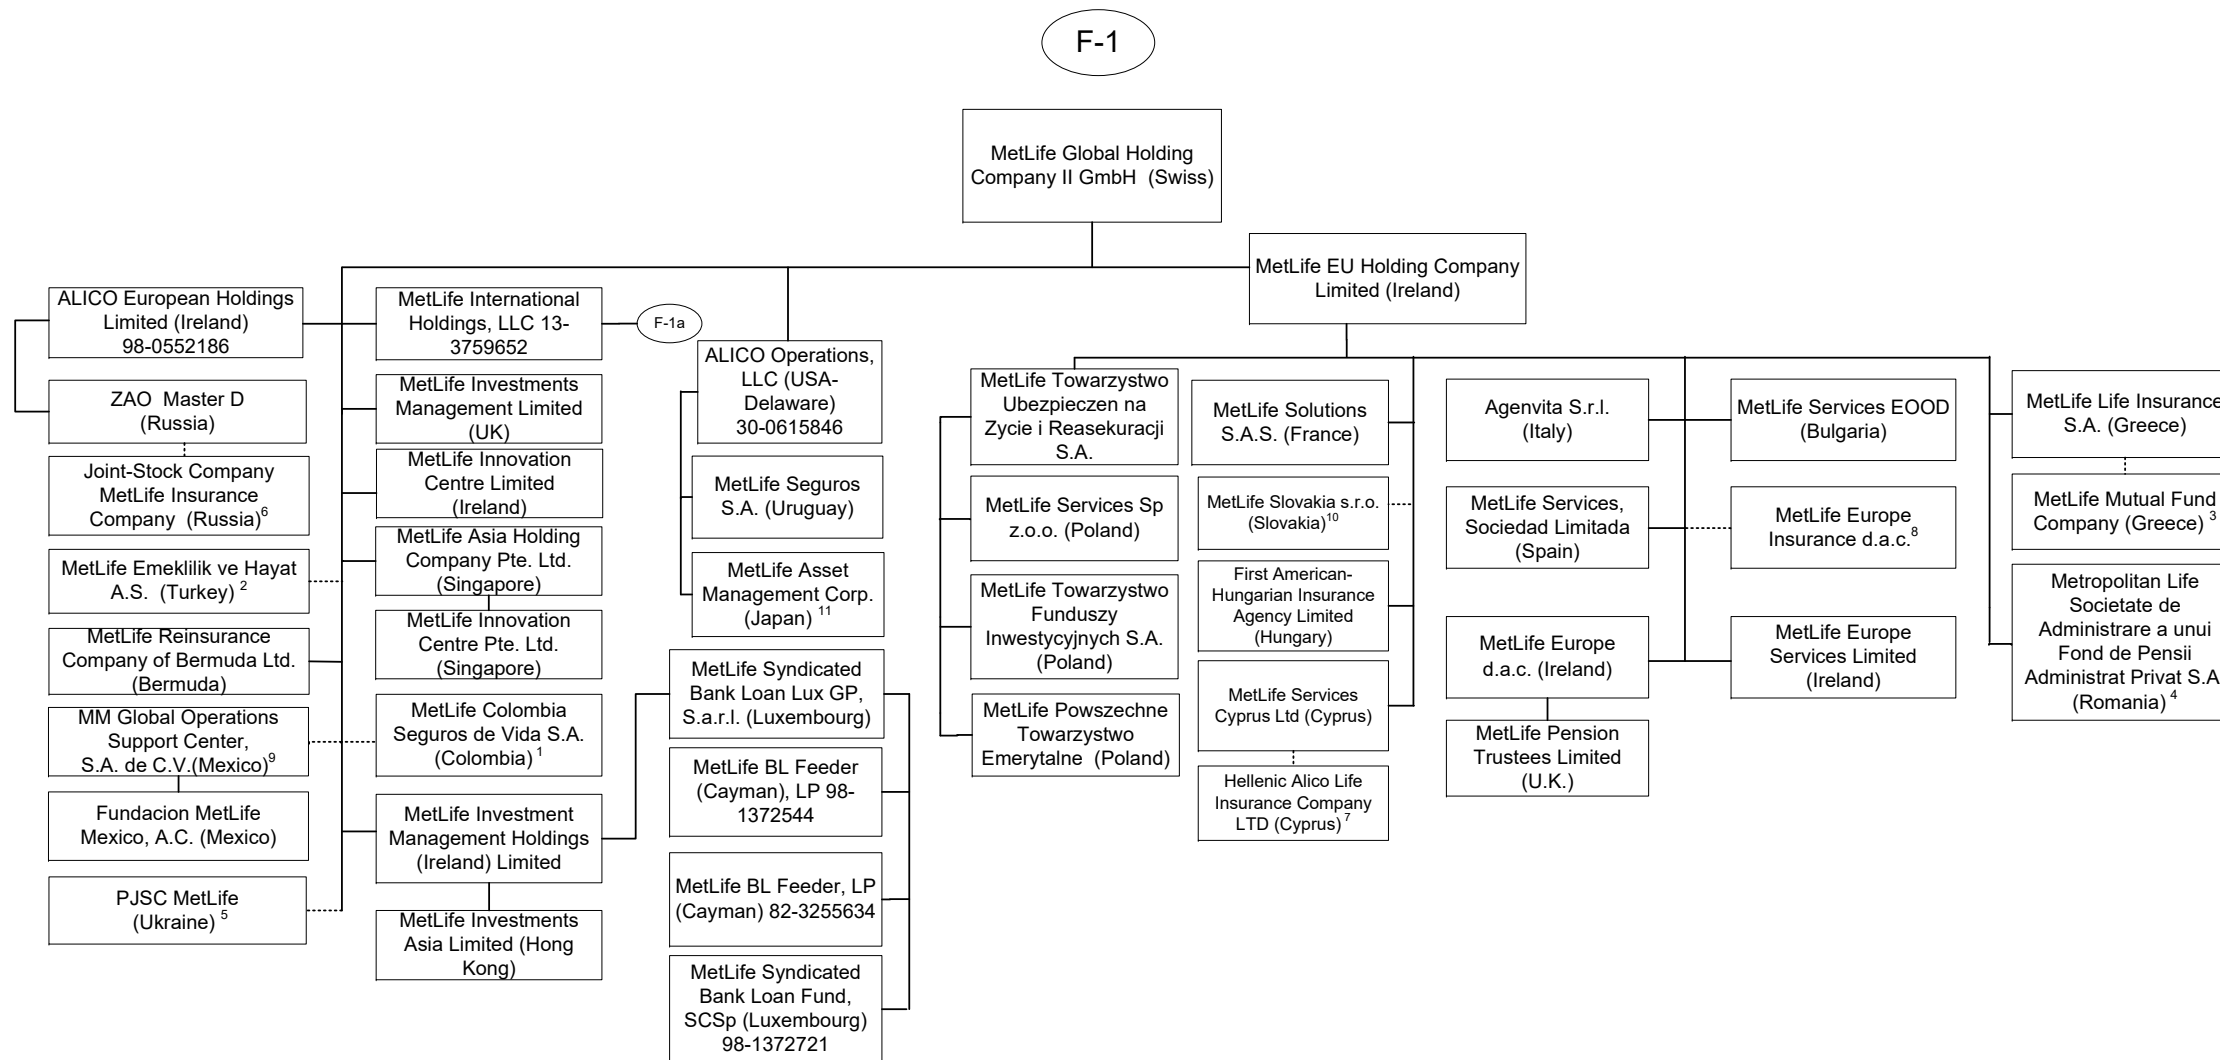 F-1
MetLife Global Holding
Company II GmbH (Swiss)
MetLife EU Holding Company
Limited (Ireland)
ALICO European Holdings
Limited (Ireland)
98-0552186
ZAO Master D
(Russia)
Joint-Stock Company
MetLife Insurance
Company (Russia)6
MetLife Emeklilik ve Hayat
A.S. (Turkey) 2
MetLife Reinsurance
Company of Bermuda Ltd.
(Bermuda)
MM Global Operations
Support Center,
S.A. de C.V.(Mexico)9
Fundacion MetLife
Mexico, A.C. (Mexico)
PJSC MetLife
(Ukraine) 5
MetLife International
Holdings, LLC 13-
3759652
F-1a
MetLife Investments
Management Limited
(UK)
MetLife Innovation
Centre Limited
(Ireland)
MetLife Asia Holding
Company Pte. Ltd.
(Singapore)
MetLife Innovation
Centre Pte. Ltd.
(Singapore)
MetLife Colombia
Seguros de Vida S.A.
(Colombia) 1
MetLife Investment
Management Holdings
(Ireland) Limited
MetLife Investments
Asia Limited (Hong
Kong)
ALICO Operations,
LLC (USA-
Delaware)
30-0615846
MetLife Seguros
S.A. (Uruguay)
MetLife Asset
Management Corp.
(Japan) 11
MetLife Syndicated
Bank Loan Lux GP,
S.a.r.l. (Luxembourg)
MetLife BL Feeder
(Cayman), LP 98-
1372544
MetLife BL Feeder, LP
(Cayman) 82-3255634
MetLife Syndicated
Bank Loan Fund,
SCSp (Luxembourg)
98-1372721
MetLife Towarzystwo
Ubezpieczen na
Zycie i Reasekuracji
S.A.
MetLife Services Sp
z.o.o. (Poland)
MetLife Towarzystwo
Funduszy
Inwestycyjnych S.A.
(Poland)
MetLife Powszechne
Towarzystwo
Emerytalne (Poland)
MetLife Solutions
S.A.S. (France)
MetLife Slovakia s.r.o.
(Slovakia)10
First American-
Hungarian Insurance
Agency Limited
(Hungary)
MetLife Services
Cyprus Ltd (Cyprus)
Hellenic Alico Life
Insurance Company
LTD (Cyprus) 7
Agenvita S.r.l.
(Italy)
MetLife Services,
Sociedad Limitada
(Spain)
MetLife Europe
d.a.c. (Ireland)
MetLife Pension
Trustees Limited
(U.K.)
MetLife Services EOOD
(Bulgaria)
MetLife Europe
Insurance d.a.c.8
MetLife Europe
Services Limited
(Ireland)
MetLife Life Insurance
S.A. (Greece)
MetLife Mutual Fund
Company (Greece) 3
Metropolitan Life
Societate de
Administrare a unui
Fond de Pensii
Administrat Privat S.A
(Romania) 4